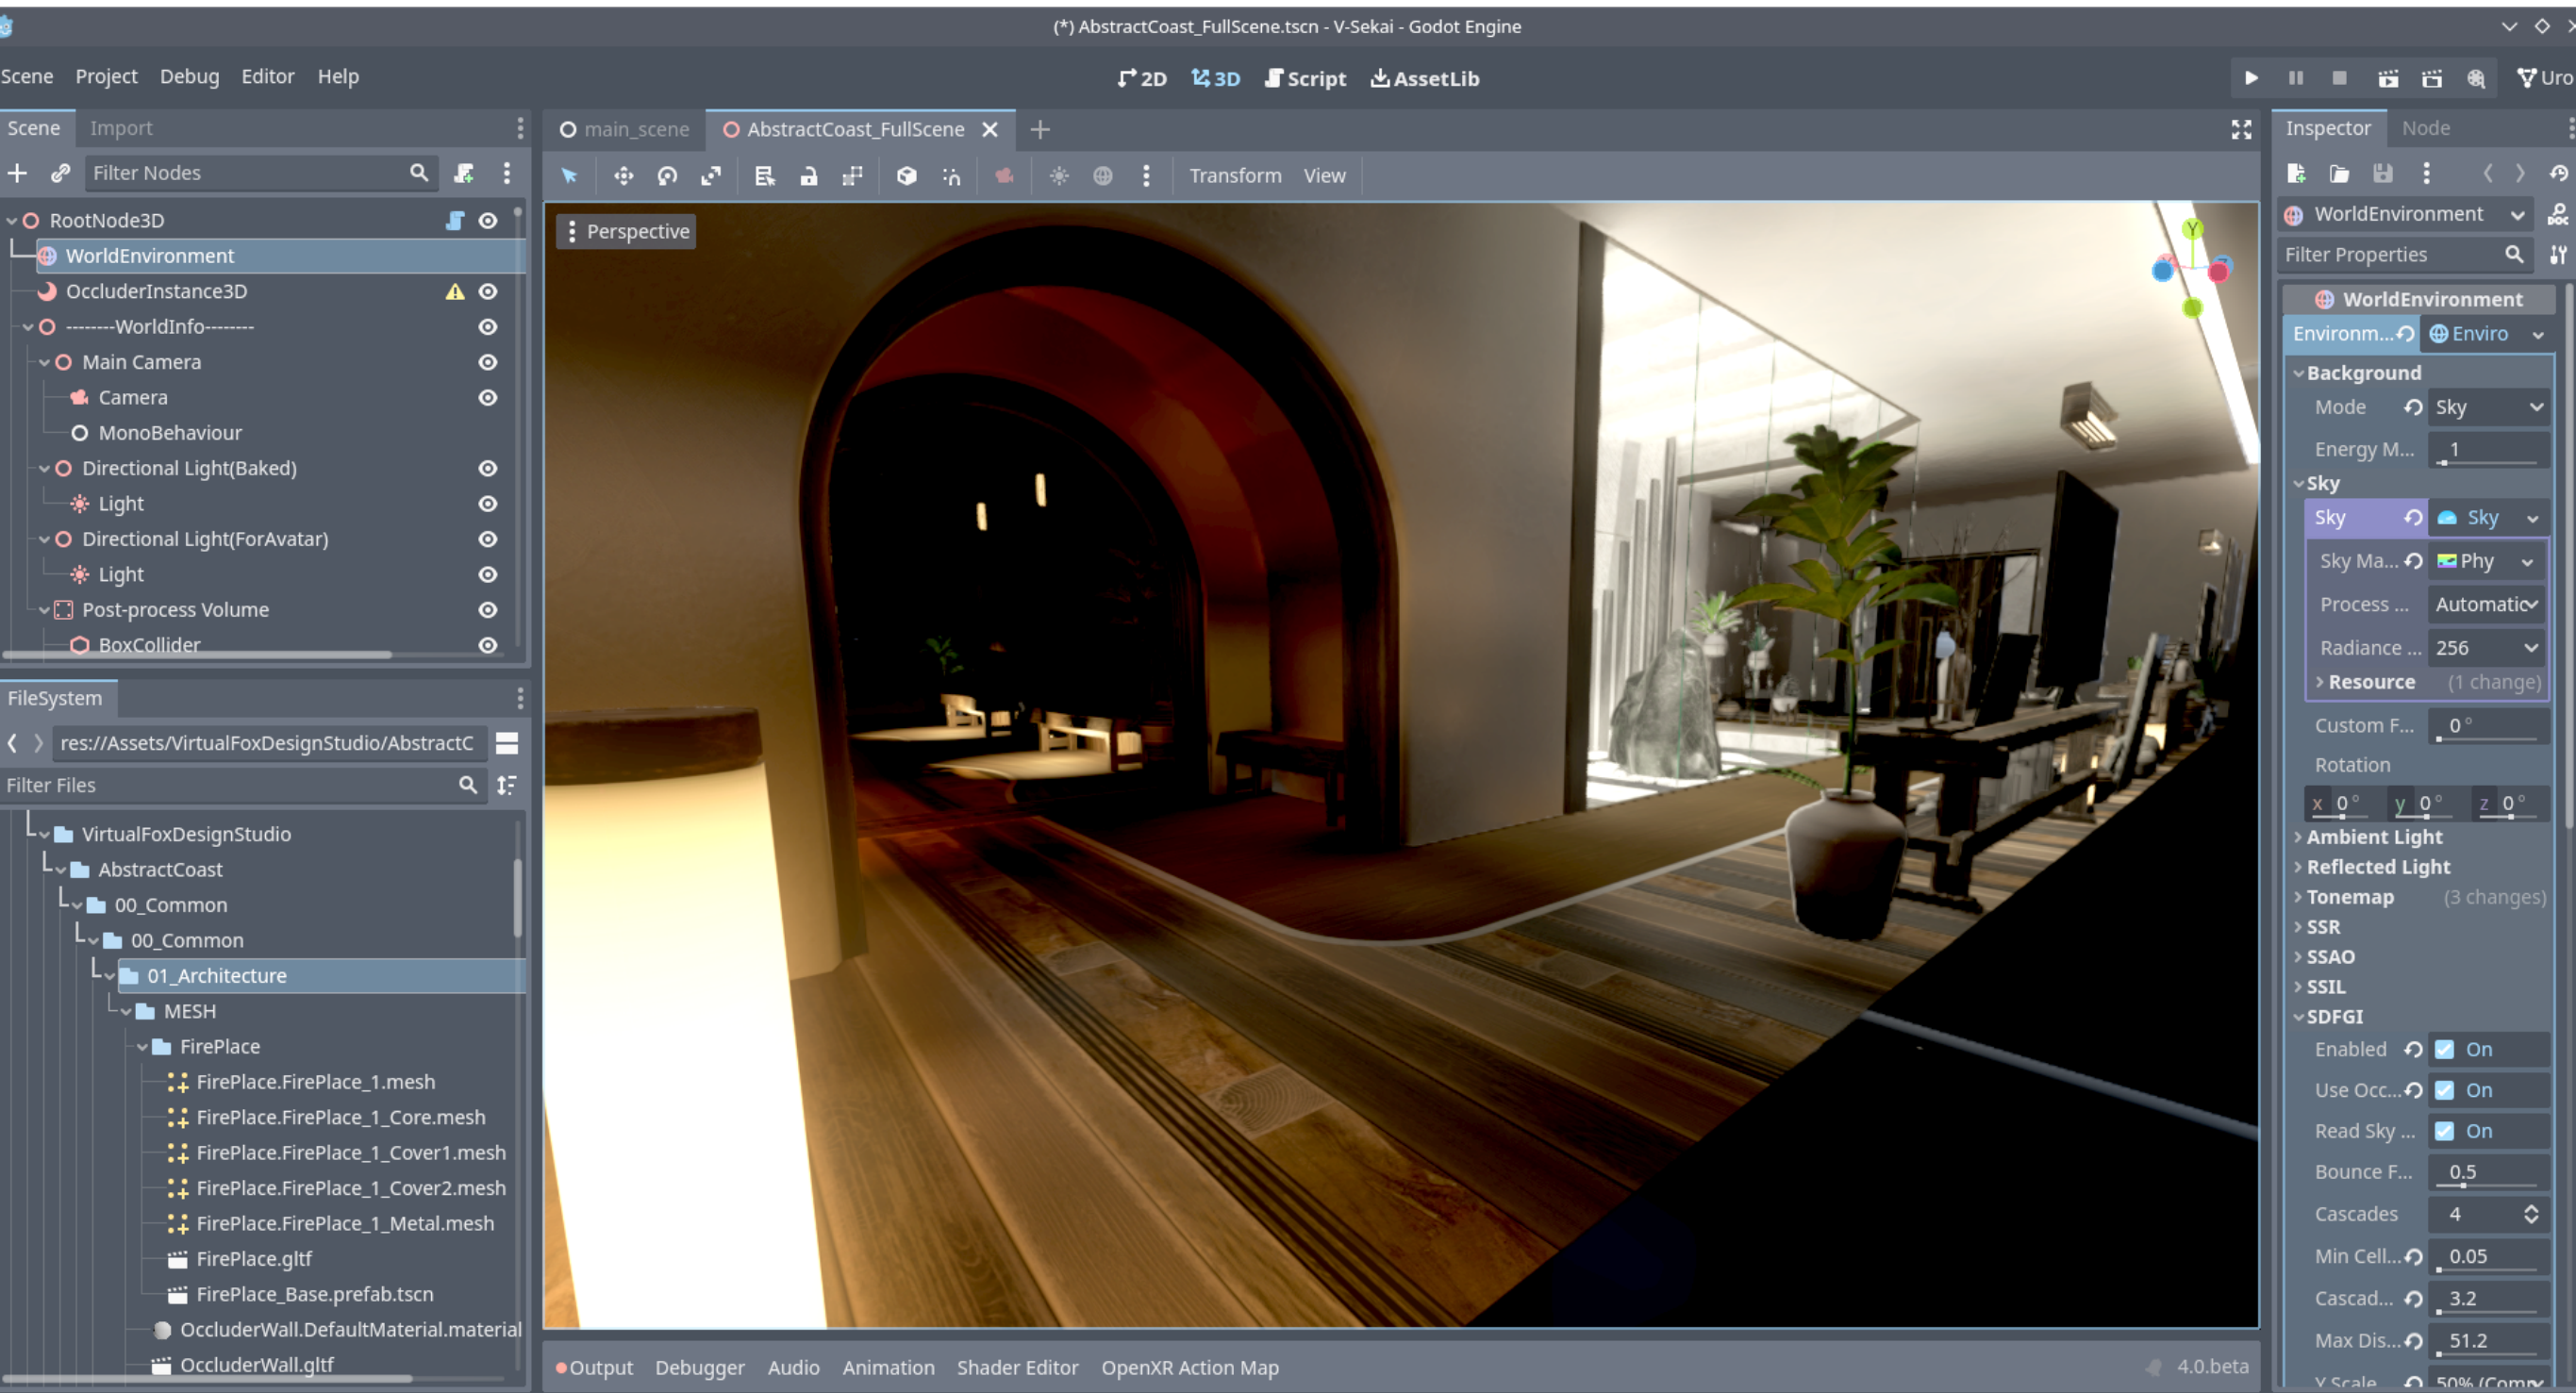 (*) AbstractCoast_FullScene.tscn - V-Sekai - Godot Engine
Scene Project Debug Editor Help
2D 3D Script AssetLib
Uro
Scene Import
Filter Nodes
RootNode3D
WorldEnvironment
OccluderInstance3D
--------WorldInfo--------
Main Camera
Camera
MonoBehaviour
Directional Light(Baked)
Light
Directional Light(ForAvatar)
Light
Post-process Volume
BoxCollider
FileSystem
res://Assets/VirtualFoxDesignStudio/AbstractC
Filter Files
VirtualFoxDesignStudio
AbstractCoast
00_Common
00_Common
01_Architecture
MESH
FirePlace
FirePlace.FirePlace_1.mesh
FirePlace.FirePlace_1_Core.mesh
FirePlace.FirePlace_1_Cover1.mesh
FirePlace.FirePlace_1_Cover2.mesh
FirePlace.FirePlace_1_Metal.mesh
FirePlace.gltf
FirePlace_Base.prefab.tscn
OccluderWall.DefaultMaterial.material
OccluderWall.gltf
main_scene AbstractCoast_FullScene
Transform View
Perspective
Y
Output Debugger Audio Animation Shader Editor OpenXR Action Map
4.0.beta
Inspector Node
WorldEnvironment
DOC
Filter Properties
WorldEnvironment
Environm... Enviro
Background
Mode Sky
Energy M... 1
Sky
Sky Sky
Sky Ma... Phy
Process ... Automatic
Radiance ... 256
Resource (1 change)
Custom F... 0 °
Rotation
x 0 ° y 0 ° z 0 °
Ambient Light
Reflected Light
Tonemap (3 changes)
SSR
SSAO
SSIL
SDFGI
Enabled On
Use Occ... On
Read Sky ... On
Bounce F... 0.5
Cascades 4
Min Cell... 0.05
Cascad... 3.2
Max Dis... 51.2
Y Scale 50%